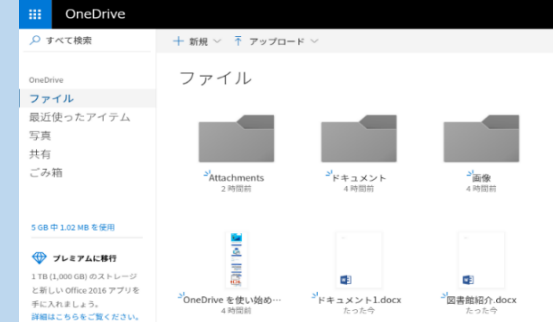 OneDrive
すべて検索
新規
アップロード
OneDrive
ファイル
最近使ったアイテム
写真
共有
ごみ箱
5 GB 中 1.02 MB を使用
プレミアムに移行
1 TB (1,000 GB) のストレージ
と新しい Office 2016 アプリを
手に入れましょう。
詳細はこちらをご覧ください。
ファイル
Attachments
2 時間前
ドキュメント
4 時間前
画像
4 時間前
OneDrive を使い始め…
4 時間前
ドキュメント1.docx
たった今
図書館紹介.docx
たった今